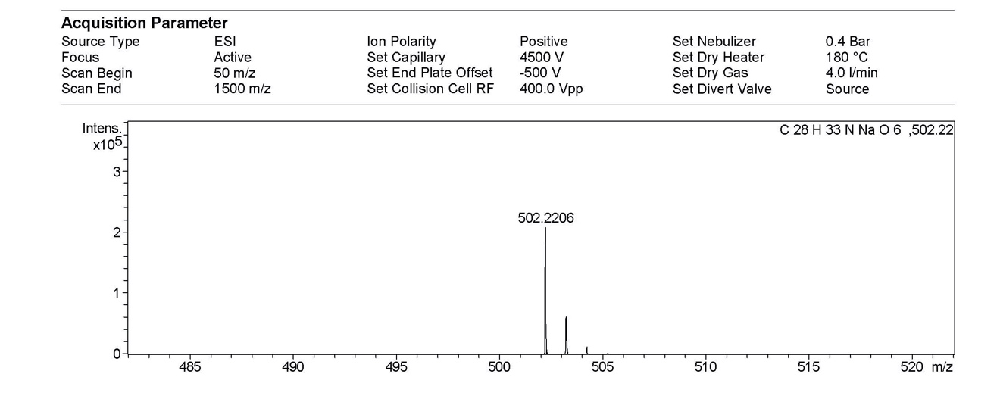 Acquisition Parameter
Source Type ESI Ion Polarity Positive Set Nebulizer 0.4 Bar
Focus Active Set Capillary 4500 V Set Dry Heater 180 °C
Scan Begin 50 m/z Set End Plate Offset -500 V Set Dry Gas 4.0 l/min
Scan End 1500 m/z Set Collision Cell RF 400.0 Vpp Set Divert Valve Source
Intens.
x10^5
C 28 H 33 N Na O 6 ,502.22
3
502.2206
2
1
0
485 490 495 500 505 510 515 520 m/z